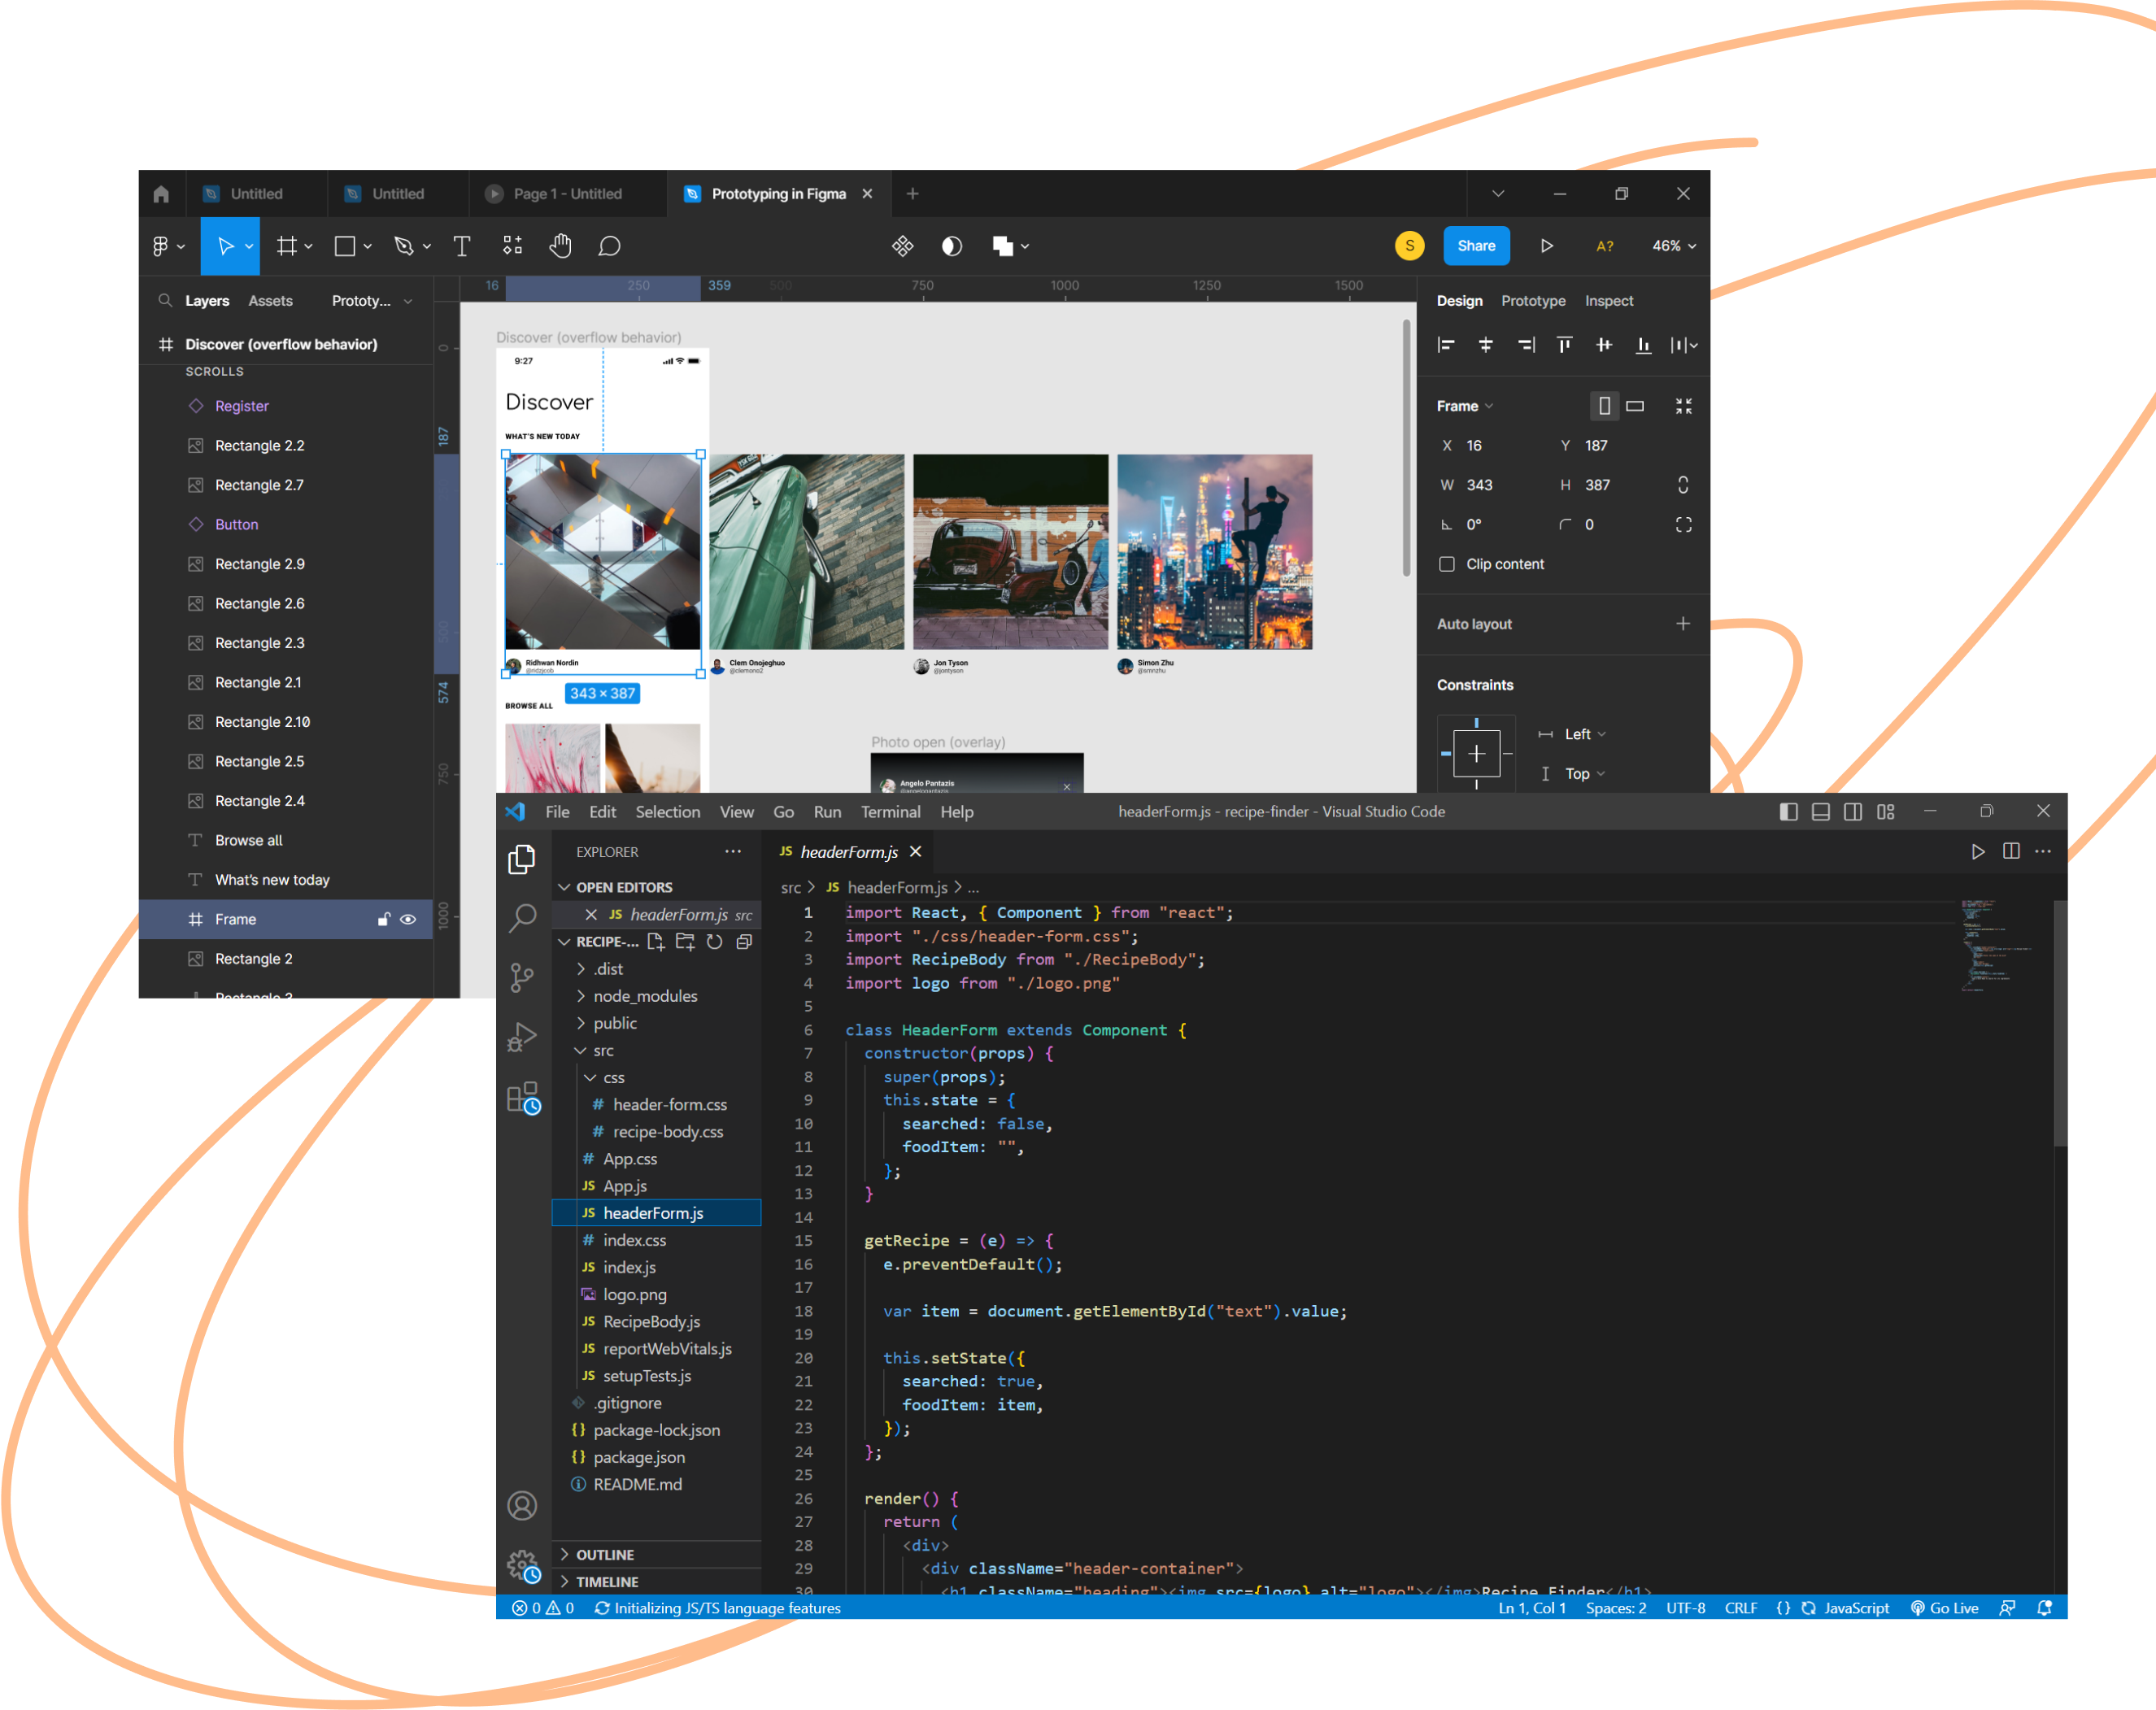 Untitled
Untitled
Page 1 - Untitled
Prototyping in Figma
S
Share
A?
46%
Layers
Assets
Prototy...
Discover (overflow behavior)
SCROLLS
Register
Rectangle 2.2
Rectangle 2.7
Button
Rectangle 2.9
Rectangle 2.6
Rectangle 2.3
Rectangle 2.1
Rectangle 2.10
Rectangle 2.5
Rectangle 2.4
Browse all
What's new today
Frame
Rectangle 2
Rectangle 3
16
250
359
500
750
1000
1250
1500
0
187
500
574
750
1000
Discover (overflow behavior)
9:27
Discover
WHAT'S NEW TODAY
Ridhwan Nordin
@ridzjcob
Clem Onojeghuo
@clemono2
Jon Tyson
@jontyson
Simon Zhu
@smnzhu
343 × 387
BROWSE ALL
Photo open (overlay)
Angelo Pantazis
@angelopantazis
Design
Prototype
Inspect
Frame
X 16
Y 187
W 343
H 387
0°
0
Clip content
Auto layout
Constraints
Left
Top
File Edit Selection View Go Run Terminal Help
headerForm.js - recipe-finder - Visual Studio Code
EXPLORER
OPEN EDITORS
JS headerForm.js src
RECIPE-...
.dist
node_modules
public
src
css
# header-form.css
# recipe-body.css
# App.css
JS App.js
JS headerForm.js
# index.css
JS index.js
logo.png
JS RecipeBody.js
JS reportWebVitals.js
JS setupTests.js
.gitignore
{} package-lock.json
{} package.json
README.md
OUTLINE
TIMELINE
JS headerForm.js
src > JS headerForm.js > ...
1 import React, { Component } from "react";
2 import "./css/header-form.css";
3 import RecipeBody from "./RecipeBody";
4 import logo from "./logo.png"
5
6 class HeaderForm extends Component {
7 constructor(props) {
8 super(props);
9 this.state = {
10 searched: false,
11 foodItem: "",
12 };
13 }
14
15 getRecipe = (e) => {
16 e.preventDefault();
17
18 var item = document.getElementById("text").value;
19
20 this.setState({
21 searched: true,
22 foodItem: item,
23 });
24 };
25
26 render() {
27 return (
28 <div>
29 <div className="header-container">
30 <h1 className="heading"><img src={logo} alt="logo"></img>Recipe Finder</h1>
0 0 Initializing JS/TS language features
Ln 1, Col 1 Spaces: 2 UTF-8 CRLF {} JavaScript Go Live